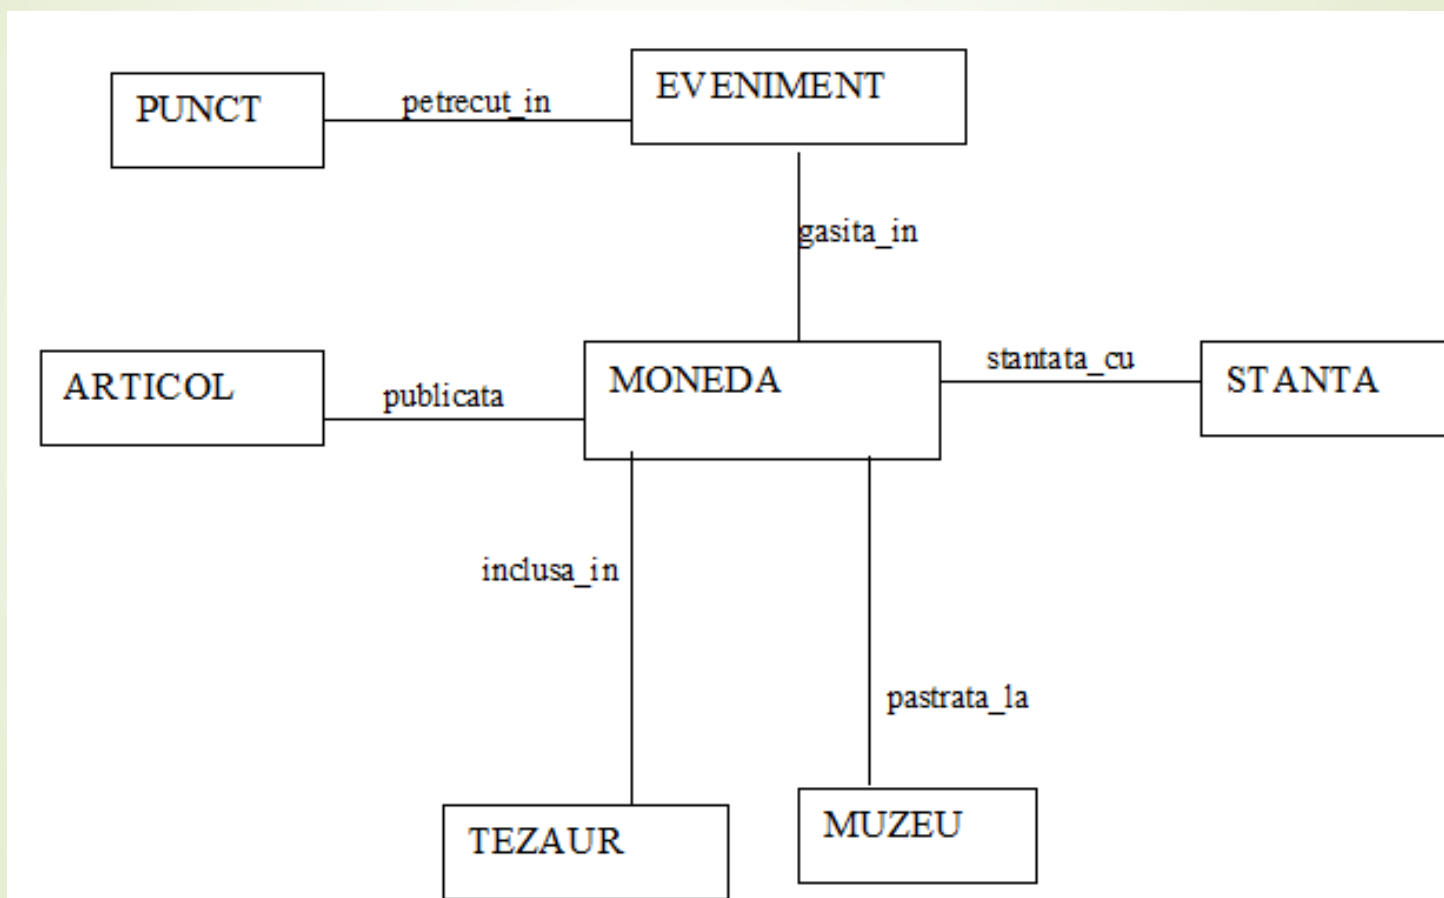 PUNCT
petrecut_in
EVENIMENT
gasita_in
ARTICOL
publicata
MONEDA
stantata_cu
STANTA
inclusa_in
pastrata_la
TEZAUR
MUZEU